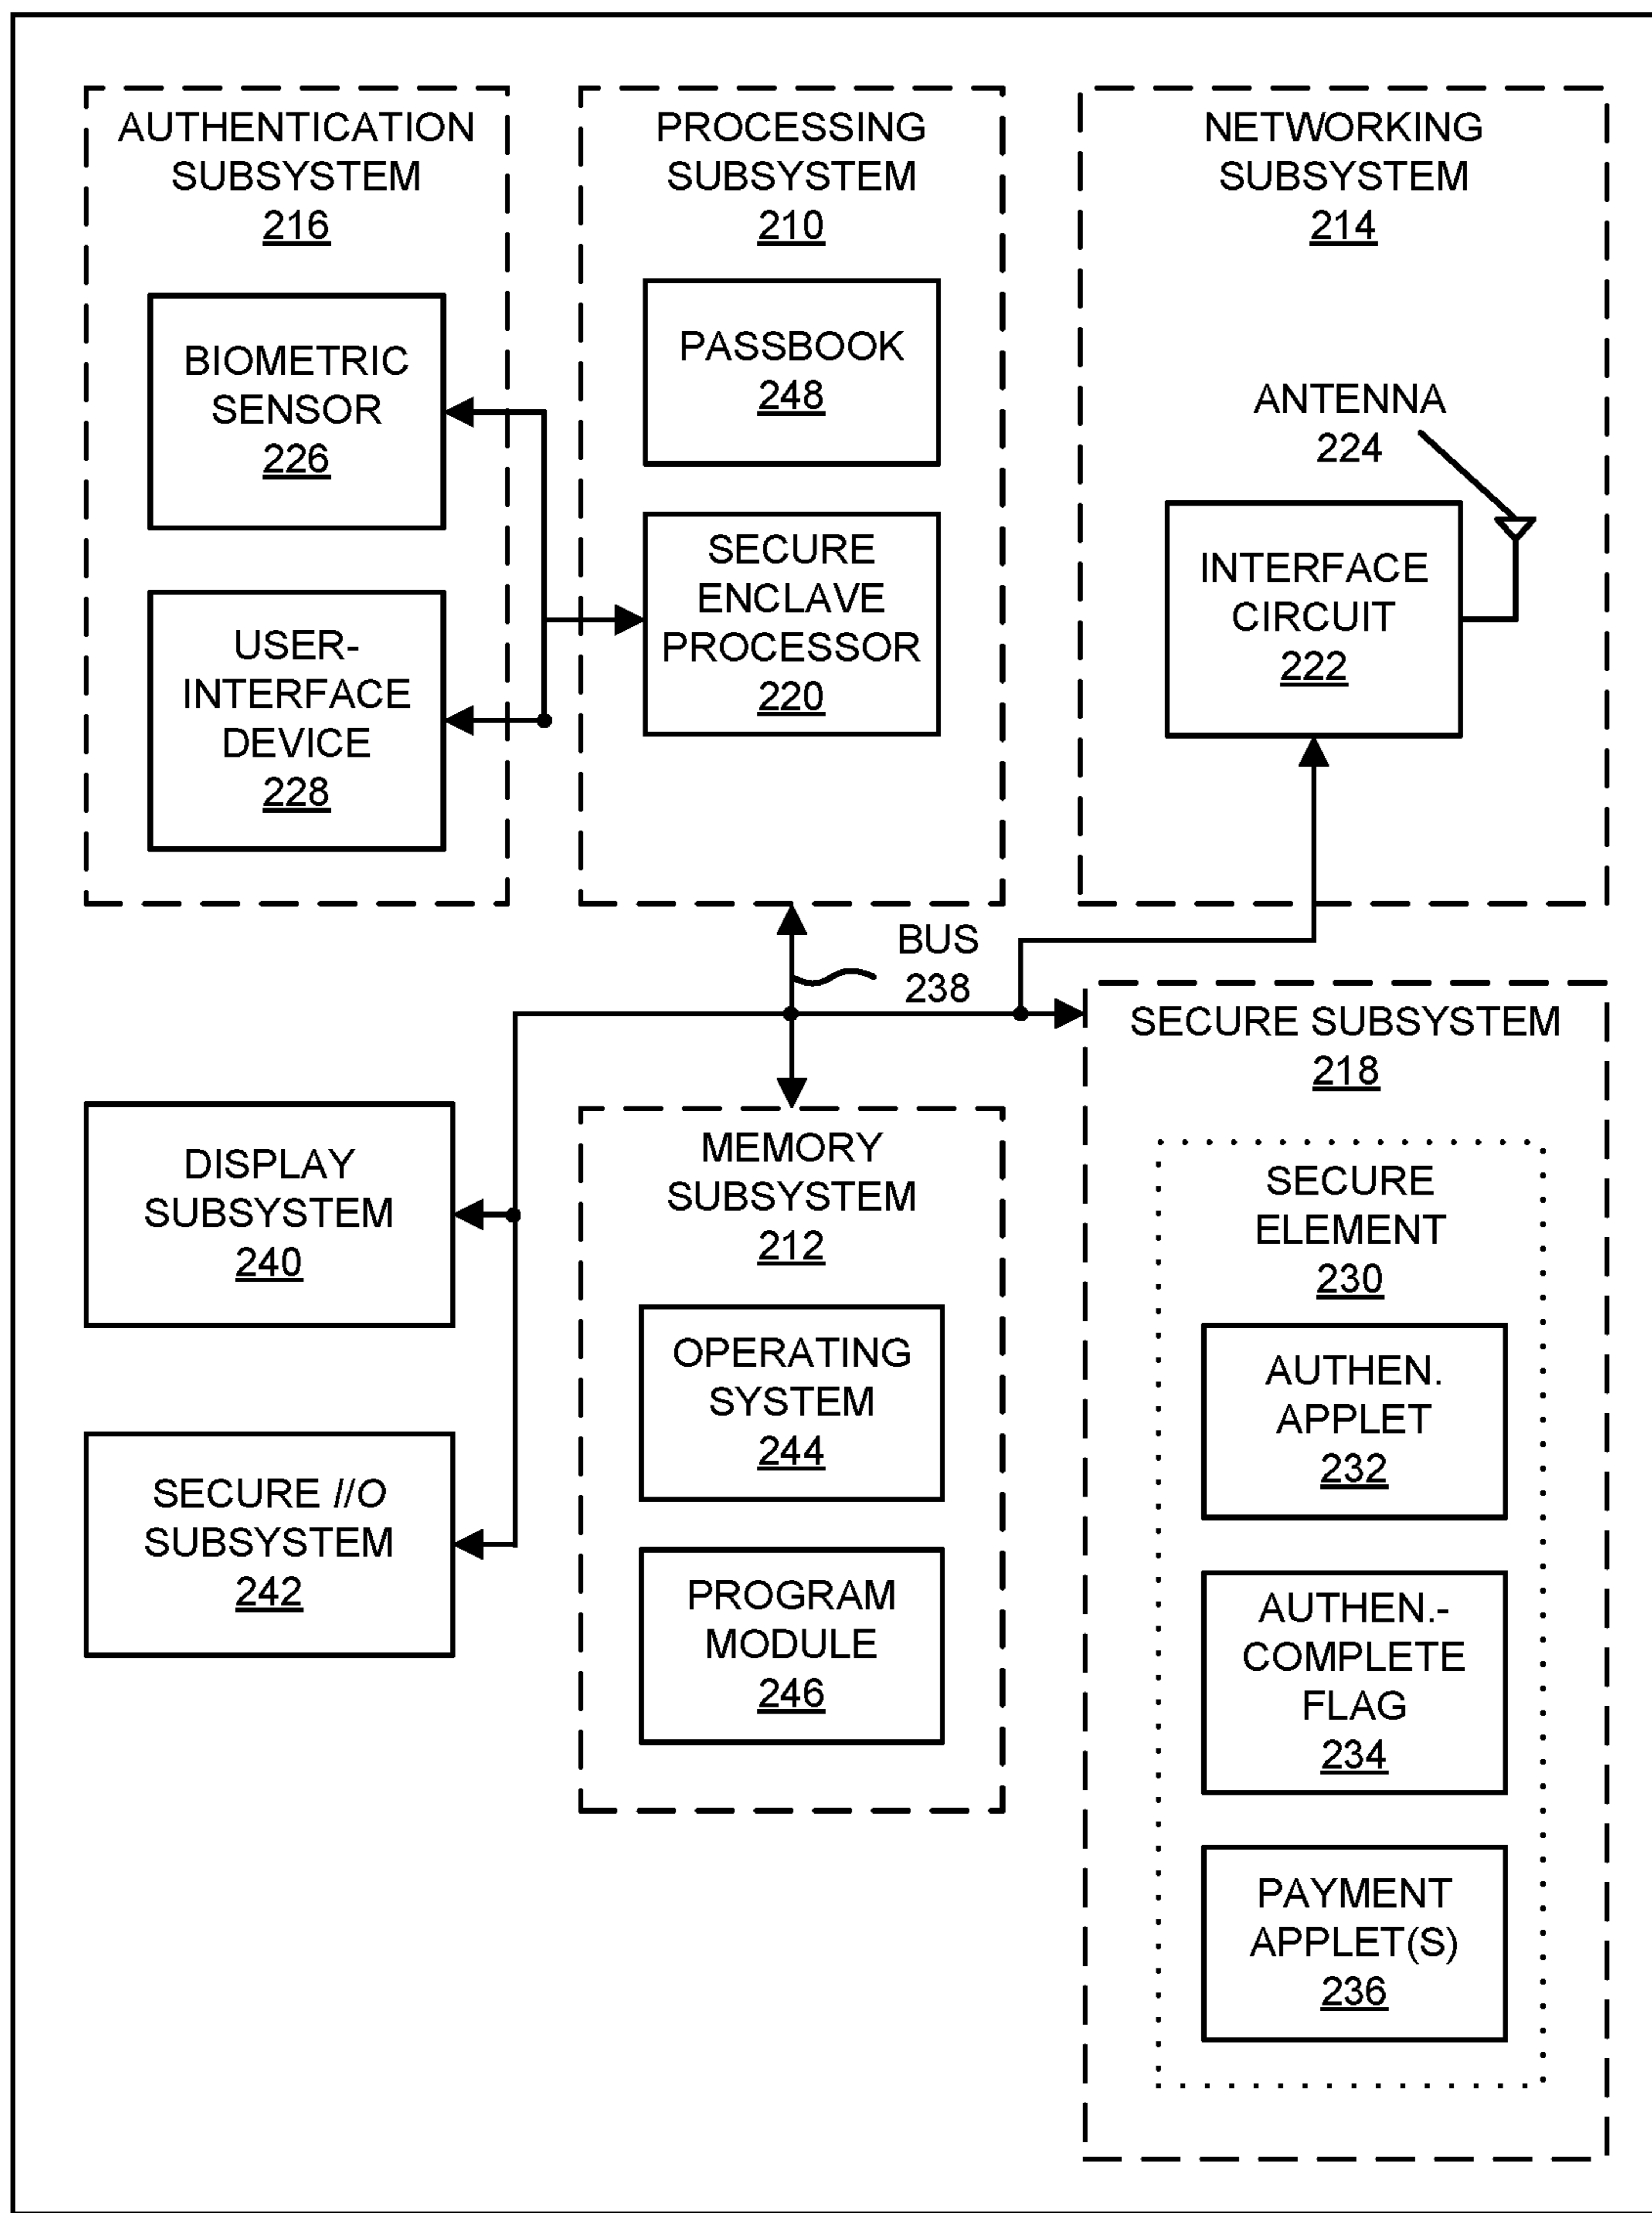 AUTHENTICATION
SUBSYSTEM
216
BIOMETRIC
SENSOR
226
USER-
INTERFACE
DEVICE
228
PROCESSING
SUBSYSTEM
210
PASSBOOK
248
SECURE
ENCLAVE
PROCESSOR
220
NETWORKING
SUBSYSTEM
214
ANTENNA
224
INTERFACE
CIRCUIT
222
BUS
238
DISPLAY
SUBSYSTEM
240
SECURE I/O
SUBSYSTEM
242
MEMORY
SUBSYSTEM
212
OPERATING
SYSTEM
244
PROGRAM
MODULE
246
SECURE SUBSYSTEM
218
SECURE
ELEMENT
230
AUTHEN.
APPLET
232
AUTHEN.-
COMPLETE
FLAG
234
PAYMENT
APPLET(S)
236